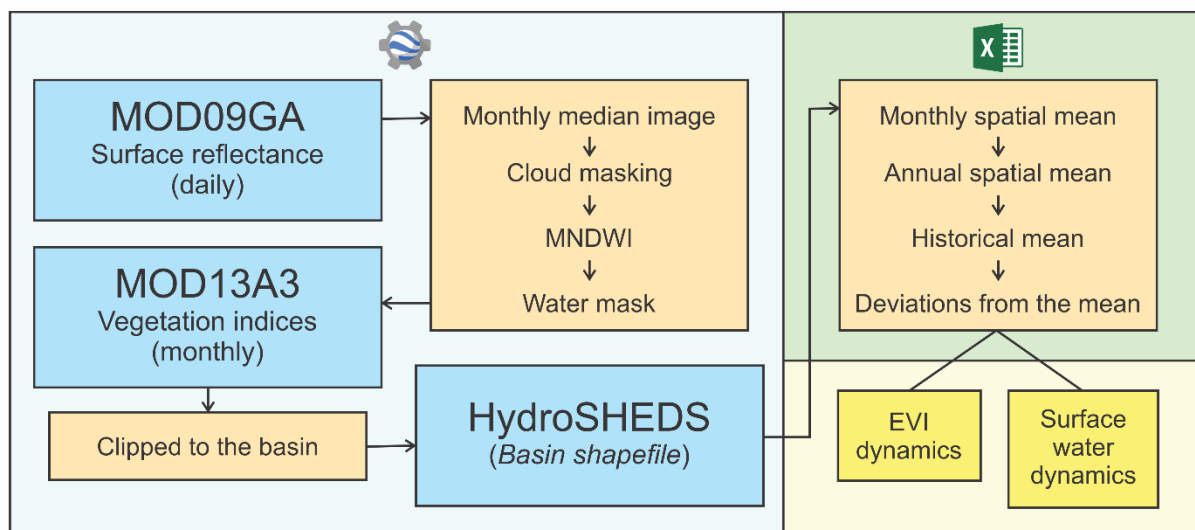 MOD09GA
Surface reflectance
(daily)
Monthly median image
Cloud masking
MNDWI
Water mask
MOD13A3
Vegetation indices
(monthly)
Clipped to the basin
HydroSHEDS
(Basin shapefile)
X
Monthly spatial mean
Annual spatial mean
Historical mean
Deviations from the mean
EVI
dynamics
Surface
water
dynamics